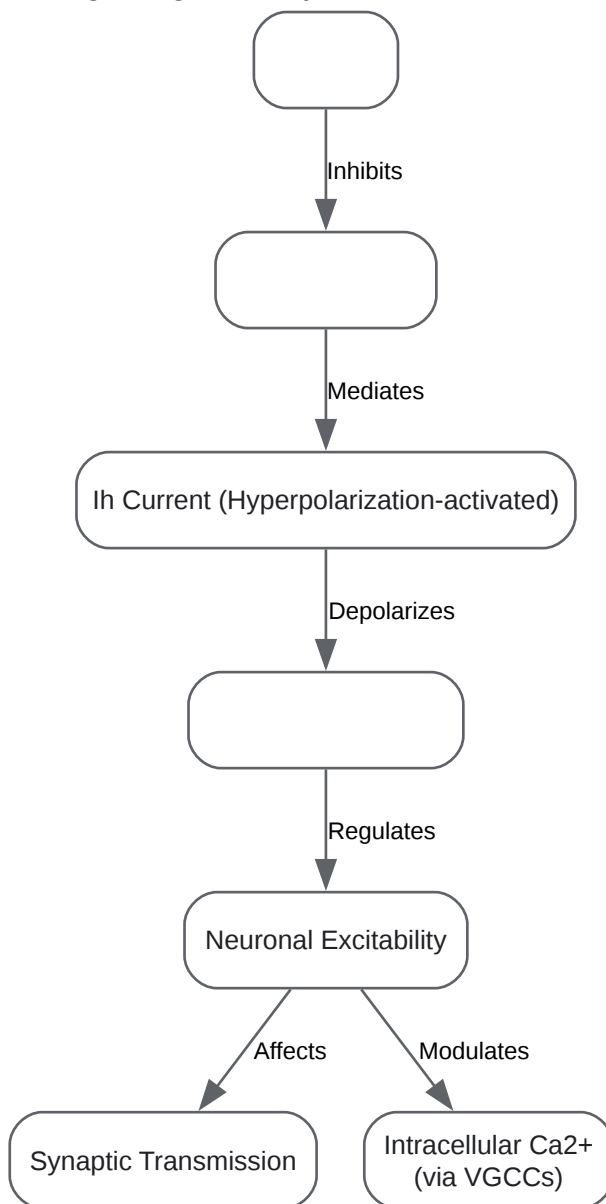 Inhibits
Mediates
Ih Current (Hyperpolarization-activated)
Depolarizes
Regulates
Neuronal Excitability
Affects
Modulates
Synaptic Transmission
Intracellular Ca2+
(via VGCCs)